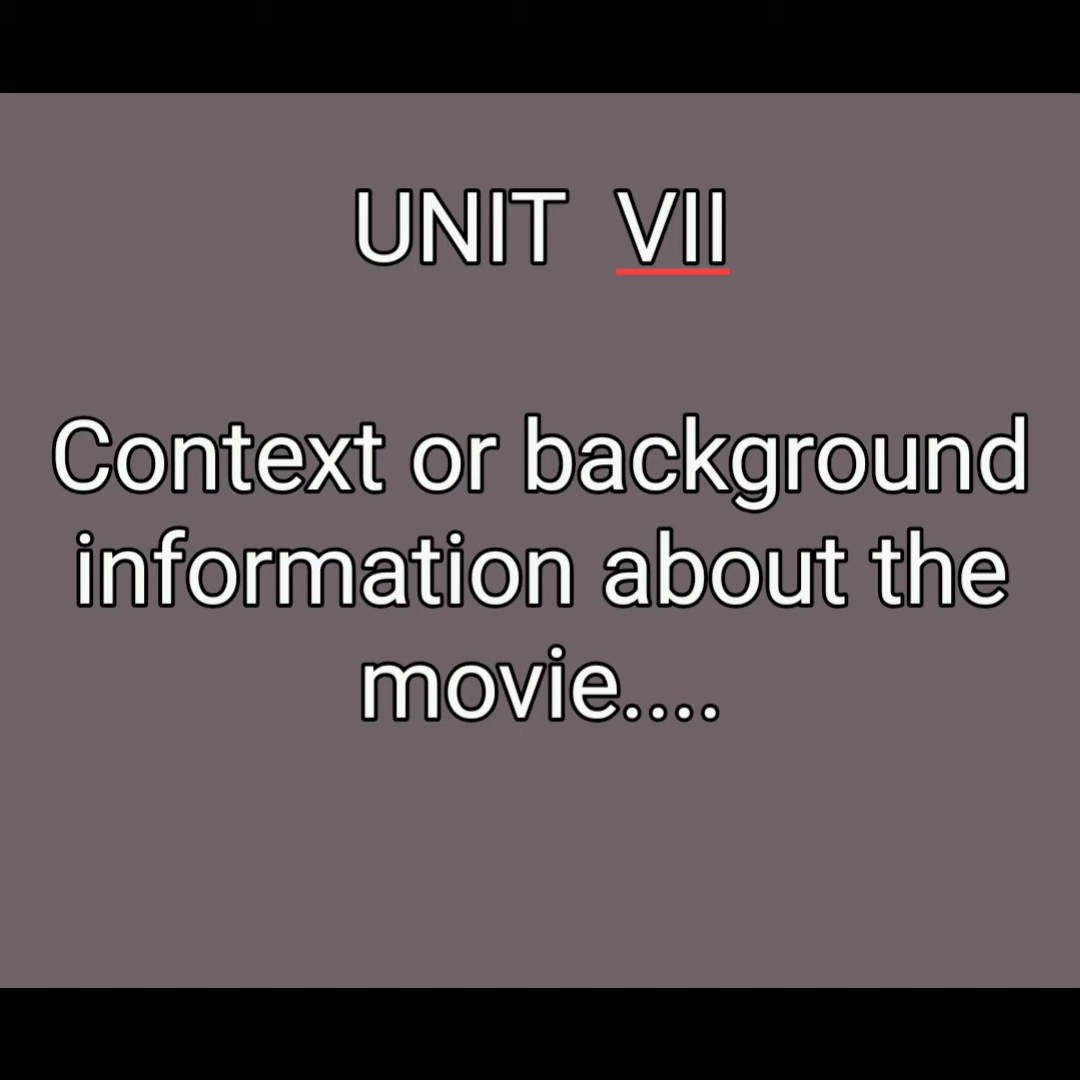 UNIT VII
Context or background
information about the
movie....